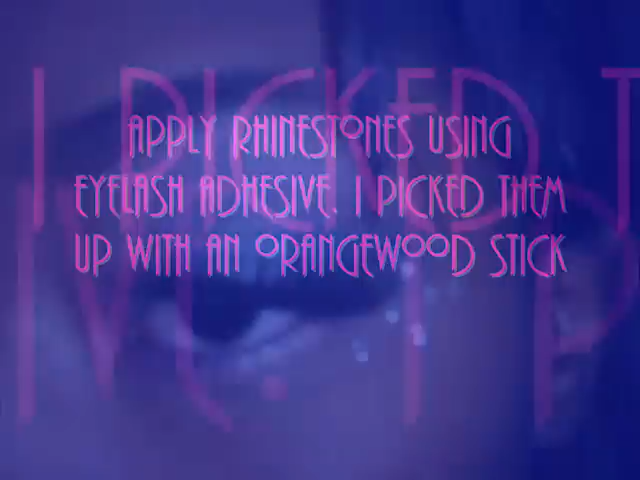 APPLY RHINESTONES USING
EYELASH ADHESIVE. I PICKED THEM
UP WITH AN ORANGEWOOD STICK